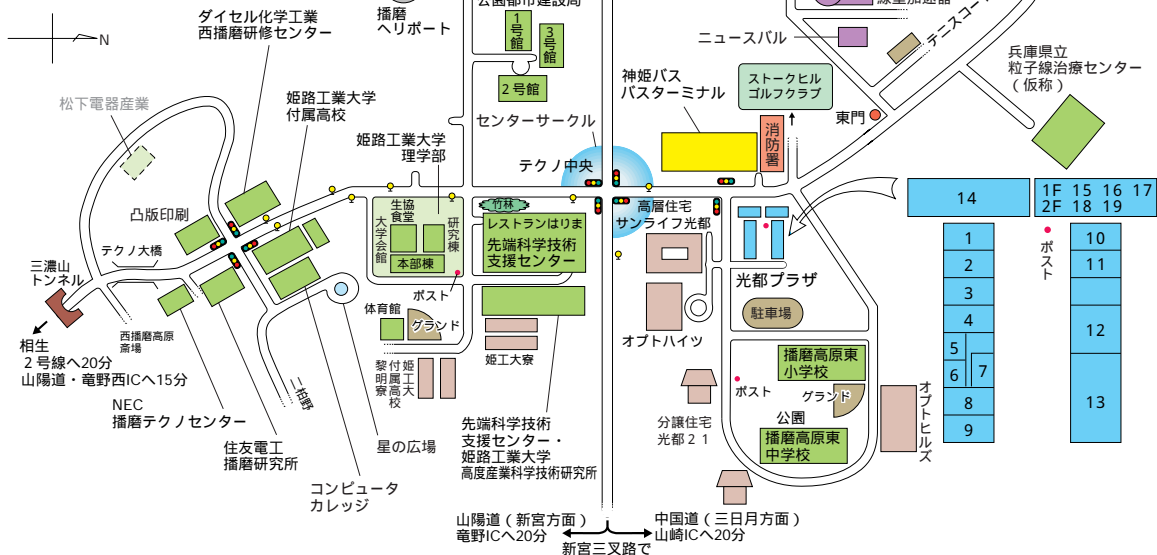 公園都市建設局
ダイセル化学工業
西播磨研修センター
播磨
ヘリポート
N
1
号
館
3
号
館
2号館
線型加速器
ニュースバル
テニスコート
兵庫県立
粒子線治療センター
（仮称）
松下電器産業
姫路工業大学
付属高校
姫路工業大学
理学部
センターサークル
テクノ中央
神姫バス
バスターミナル
ストークヒル
ゴルフクラブ
消
防
署
東門
凸版印刷
テクノ大橋
三濃山
トンネル
相生
2号線へ20分
山陽道・竜野西ICへ15分
西播磨高原
斎場
NEC
播磨テクノセンター
住友電工
播磨研究所
コンピュータ
カレッジ
二柏野
星の広場
生協
食堂
大学会館
研究棟
本部棟
ポスト
体育館
グランド
姫工大
付属高校
黎明寮
竹林
レストランはりま
先端科学技術
支援センター
姫工大寮
先端科学技術
支援センター・
姫路工業大学
高度産業科学技術研究所
高層住宅
サンライフ光都
オプトハイツ
分譲住宅
光都21
光都プラザ
駐車場
播磨高原東
小学校
ポスト
グランド
公園
播磨高原東
中学校
オプトヒルズ
山陽道（新宮方面）
竜野ICへ20分
中国道（三日月方面）
山崎ICへ20分
新宮三叉路で
14
1F 15 16 17
2F 18 19
ポスト
1
2
3
4
5
6
7
8
9
10
11
12
13